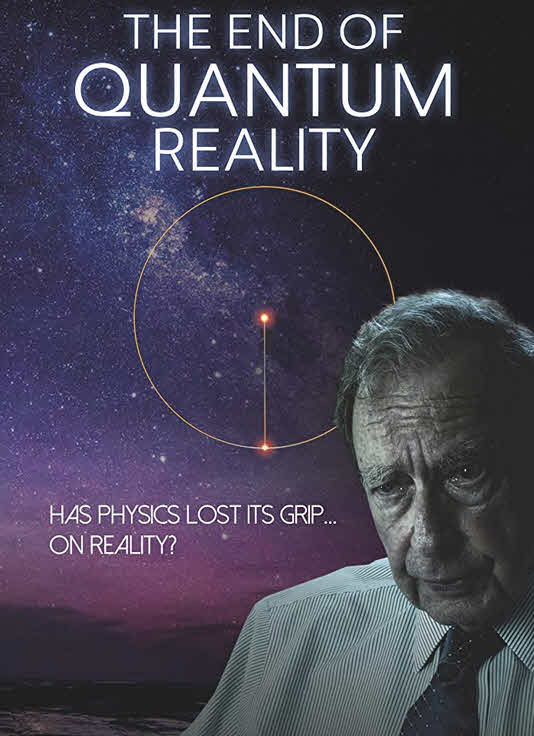 THE END OF
QUANTUM
REALITY
HAS PHYSICS LOST ITS GRIP...
ON REALITY?